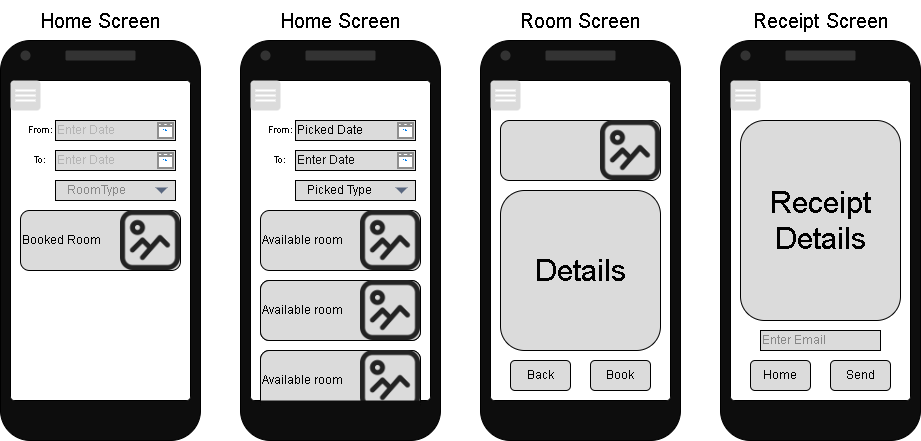 Home Screen
From:
Enter Date
To:
Enter Date
RoomType
Booked Room
Home Screen
From:
Picked Date
To:
Enter Date
Picked Type
Available room
Available room
Available room
Room Screen
Details
Back
Book
Receipt Screen
Receipt
Details
Enter Email
Home
Send